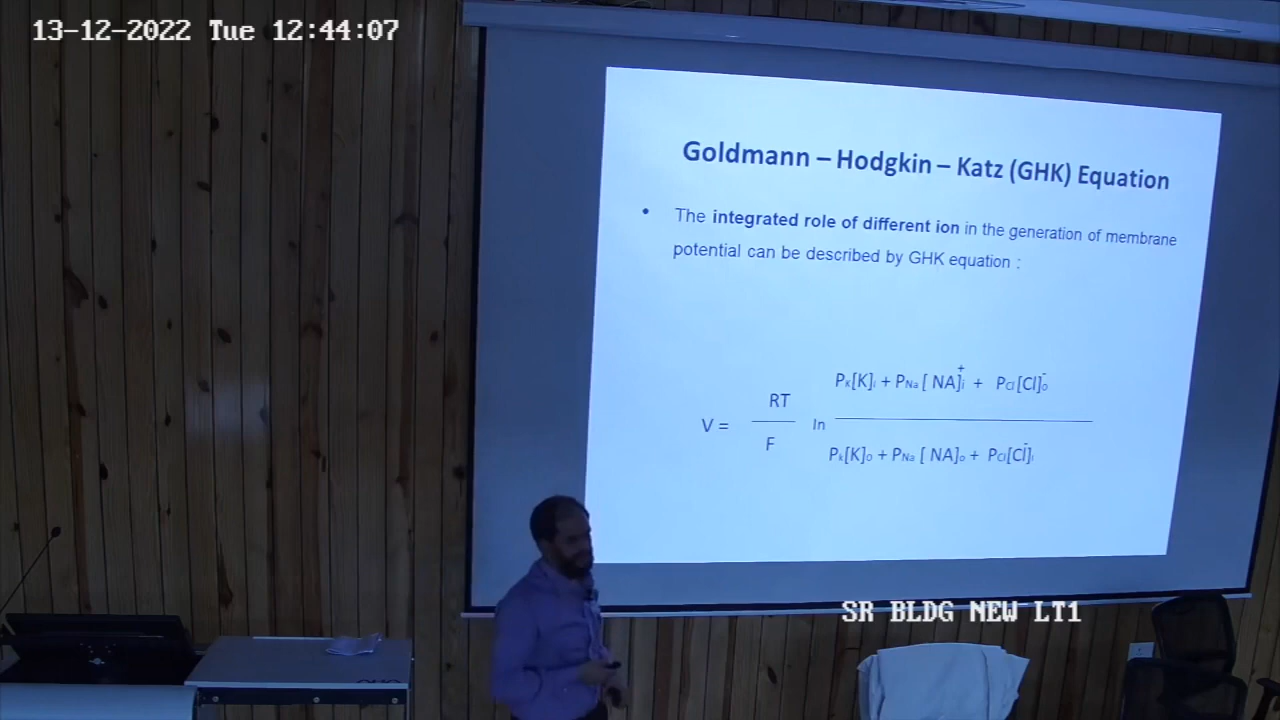 13-12-2022 Tue 12:44:07
Goldmann – Hodgkin – Katz (GHK) Equation
• The integrated role of different ion in the generation of membrane
potential can be described by GHK equation :
V = RT / F ln
Pₖ[K]ᵢ + Pₙₐ [ NA]⁺ᵢ + P꜀ₗ[Cl]⁻ₒ
Pₖ[K]ₒ + Pₙₐ [ NA]ₒ + P꜀ₗ[Cl]⁻ᵢ
SR BLDG NEW LT1